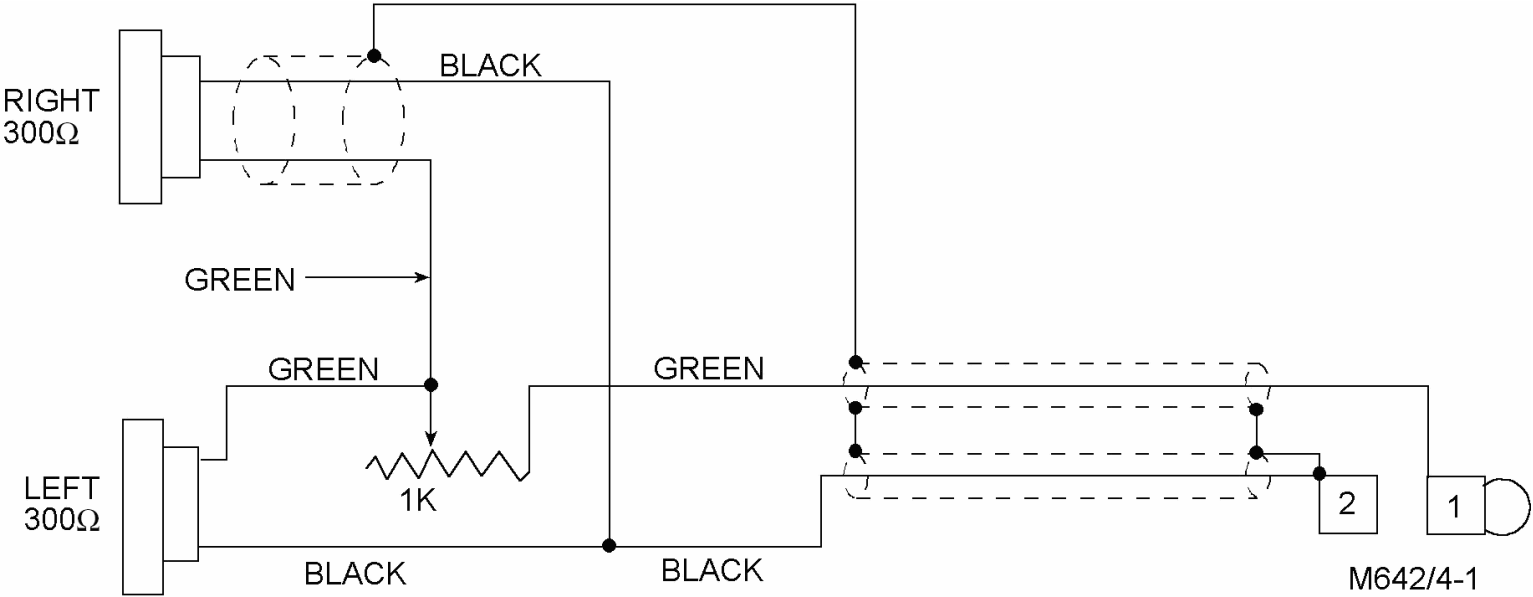 BLACK
RIGHT
300Ω
GREEN
GREEN
GREEN
1K
LEFT
300Ω
2
1
BLACK
BLACK
M642/4-1